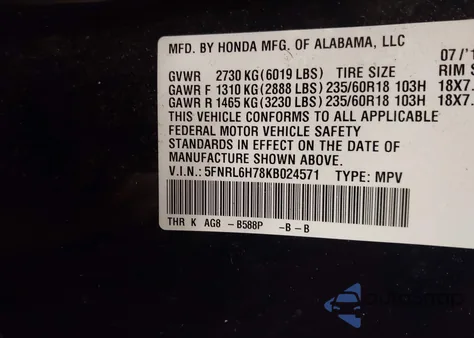 MFD. BY HONDA MFG. OF ALABAMA, LLC 07/'1
GVWR 2730 KG(6019 LBS) TIRE SIZE RIM S
GAWR F 1310 KG(2888 LBS)235/60R18 103H 18X7.
GAWR R 1465 KG(3230 LBS)235/60R18 103H 18X7.
THIS VEHICLE CONFORMS TO ALL APPLICABLE
FEDERAL MOTOR VEHICLE SAFETY
STANDARDS IN EFFECT ON THE DATE OF
MANUFACTURE SHOWN ABOVE.
V.I.N.: 5FNRL6H78KB024571 TYPE: MPV
THR K AG8 -B588P -B -B